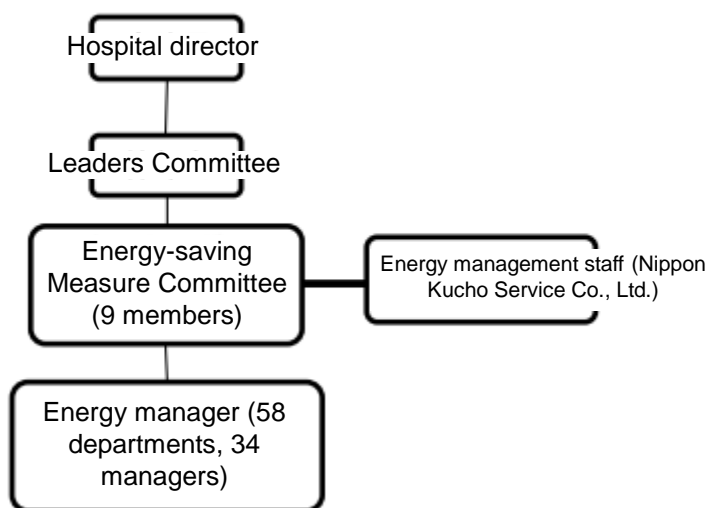 Hospital director
Leaders Committee
Energy-saving
Measure Committee
(9 members)
Energy management staff (Nippon
Kucho Service Co., Ltd.)
Energy manager (58
departments, 34
managers)